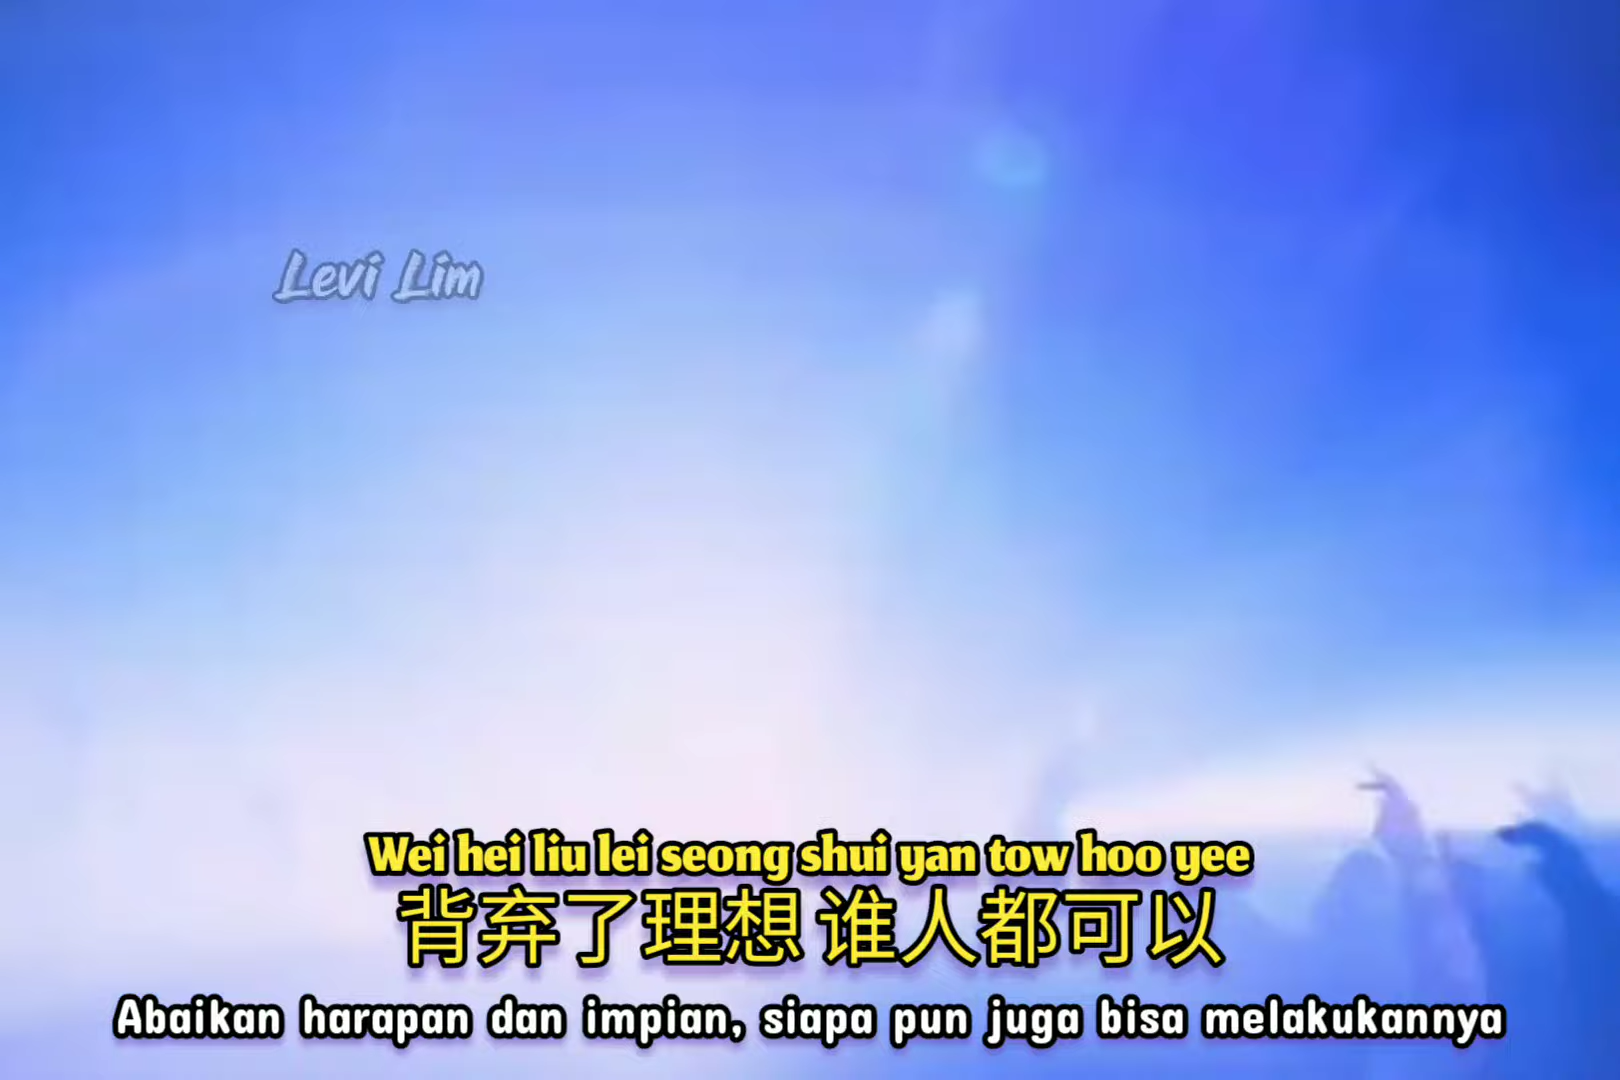 Levi Lim
Wei hei liu lei seong shui yan tow hoo yee
背弃了理想 谁人都可以
Abaikan harapan dan impian, siapa pun juga bisa melakukannya